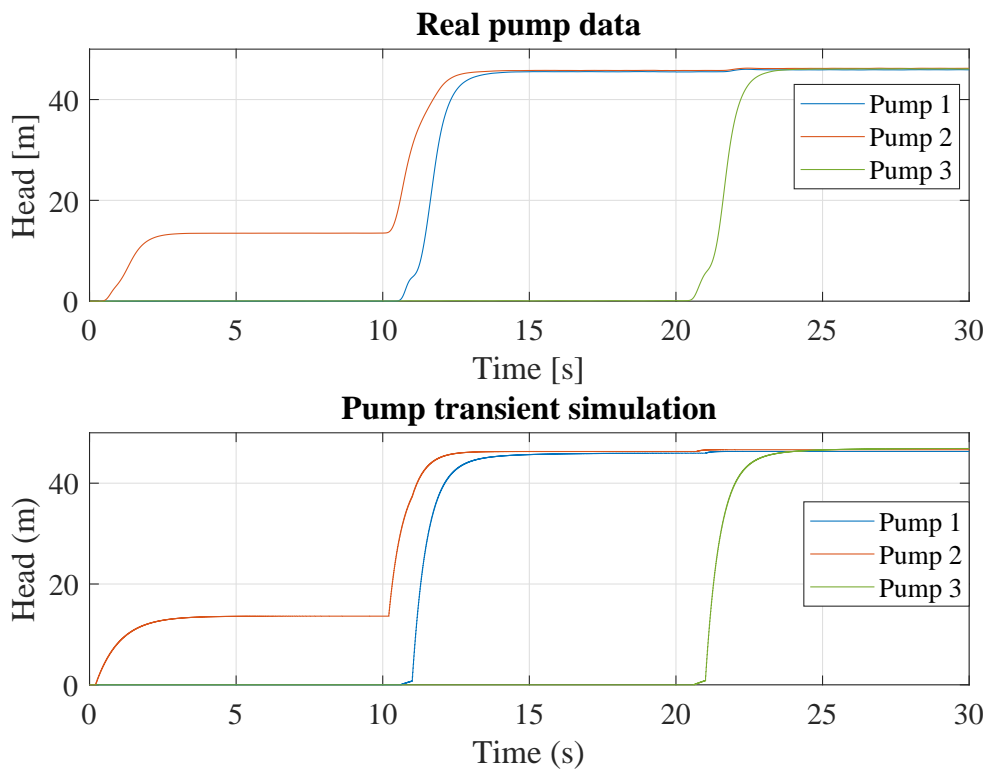 Real pump data
Head [m]
40
20
0
Pump 1
Pump 2
Pump 3
0 5 10 15 20 25 30
Time [s]
Pump transient simulation
Head (m)
40
20
0
Pump 1
Pump 2
Pump 3
0 5 10 15 20 25 30
Time (s)